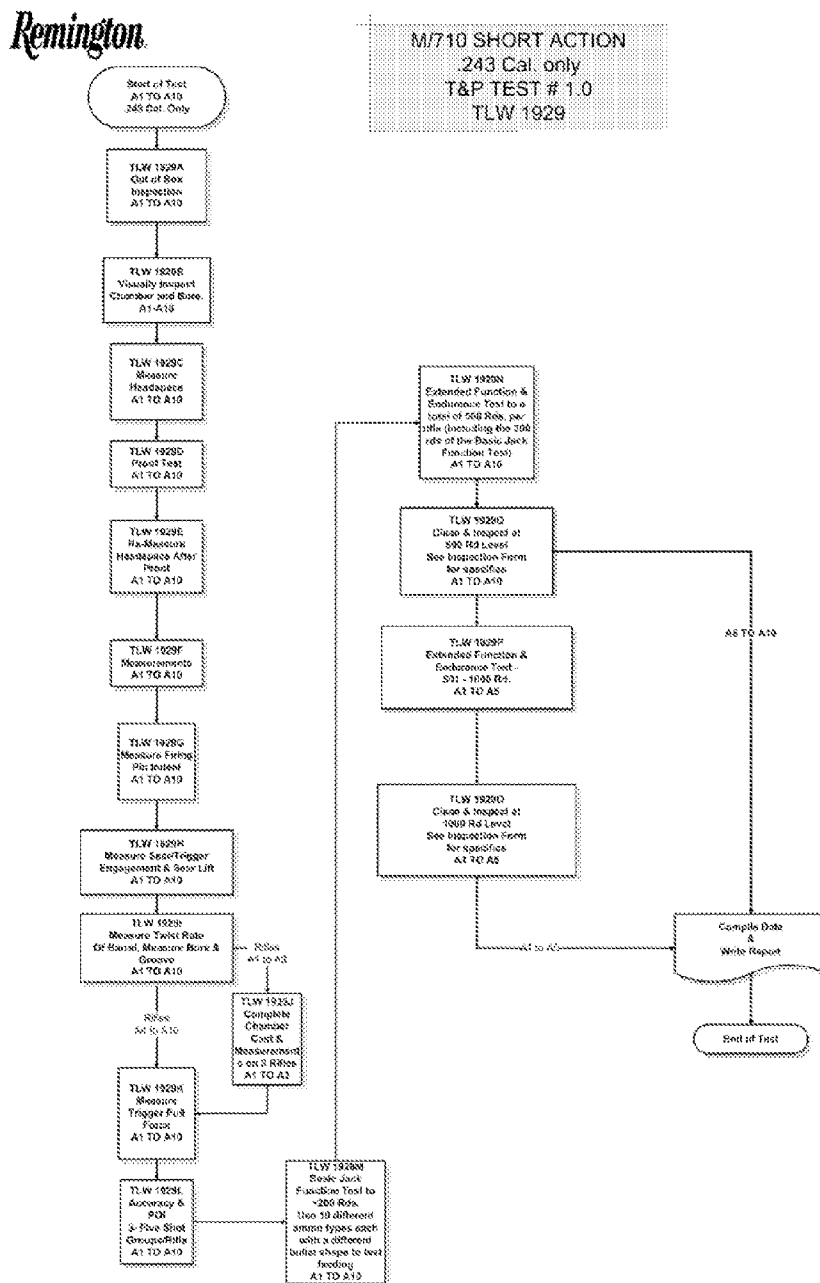 Remington
M/710 SHORT ACTION
.243 Cal. only
T&P TEST # 1.0
TLW 1929
Start of Test
A1 TO A10
.243 Cal. Only
TLW 1929A
Out of Box
Inspection
A1 TO A10
TLW 1929B
Visually Inspect
Chamber and Bore.
A1-A10
TLW 1929C
Measure
Headspace
A1 TO A10
TLW 1929D
Proof Test
A1 TO A10
TLW 1929E
Re-Measure
Headspace After
Proof
A1 TO A10
TLW 1929F
Measurements
A1 TO A10
TLW 1929G
Measure Firing
Pin Indent
A1 TO A10
TLW 1929H
Measure Sear/Trigger
Engagement & Sear Lift
A1 TO A10
TLW 1929I
Measure Twist Rate
Of Barrel, Measure Bore &
Groove
A1 TO A10
Rifles
A1 to A3
TLW 1929J
Complete
Chamber
Cast &
Measurement
s on 3 Rifles
A1 TO A3
Rifles
A4 to A10
TLW 1929K
Measure
Trigger Pull
Force
A1 TO A10
TLW 1929L
Accuracy &
POI
3- Five Shot
Groups/Rifle
A1 TO A10
TLW 1929M
Basic Jack
Function Test to
~200 Rds.
Use 10 different
ammo types each
with a different
bullet shape to test
feeding
A1 TO A10
TLW 1929N
Extended Function &
Endurance Test to a
total of 500 Rds. per
rifle (including the 200
rds of the Basic Jack
Function Test)
A1 TO A10
TLW 1929O
Clean & Inspect at
500 Rd Level
See Inspection Form
for specifics
A1 TO A10
A6 TO A10
TLW 1929P
Extended Function &
Endurance Test -
501 - 1000 Rd.
A1 TO A5
Clean & Inspect at
1000 Rd Level
See Inspection Form
for specifics
A1 TO A5
A1 to A5
Compile Data
&
Write Report
End of Test